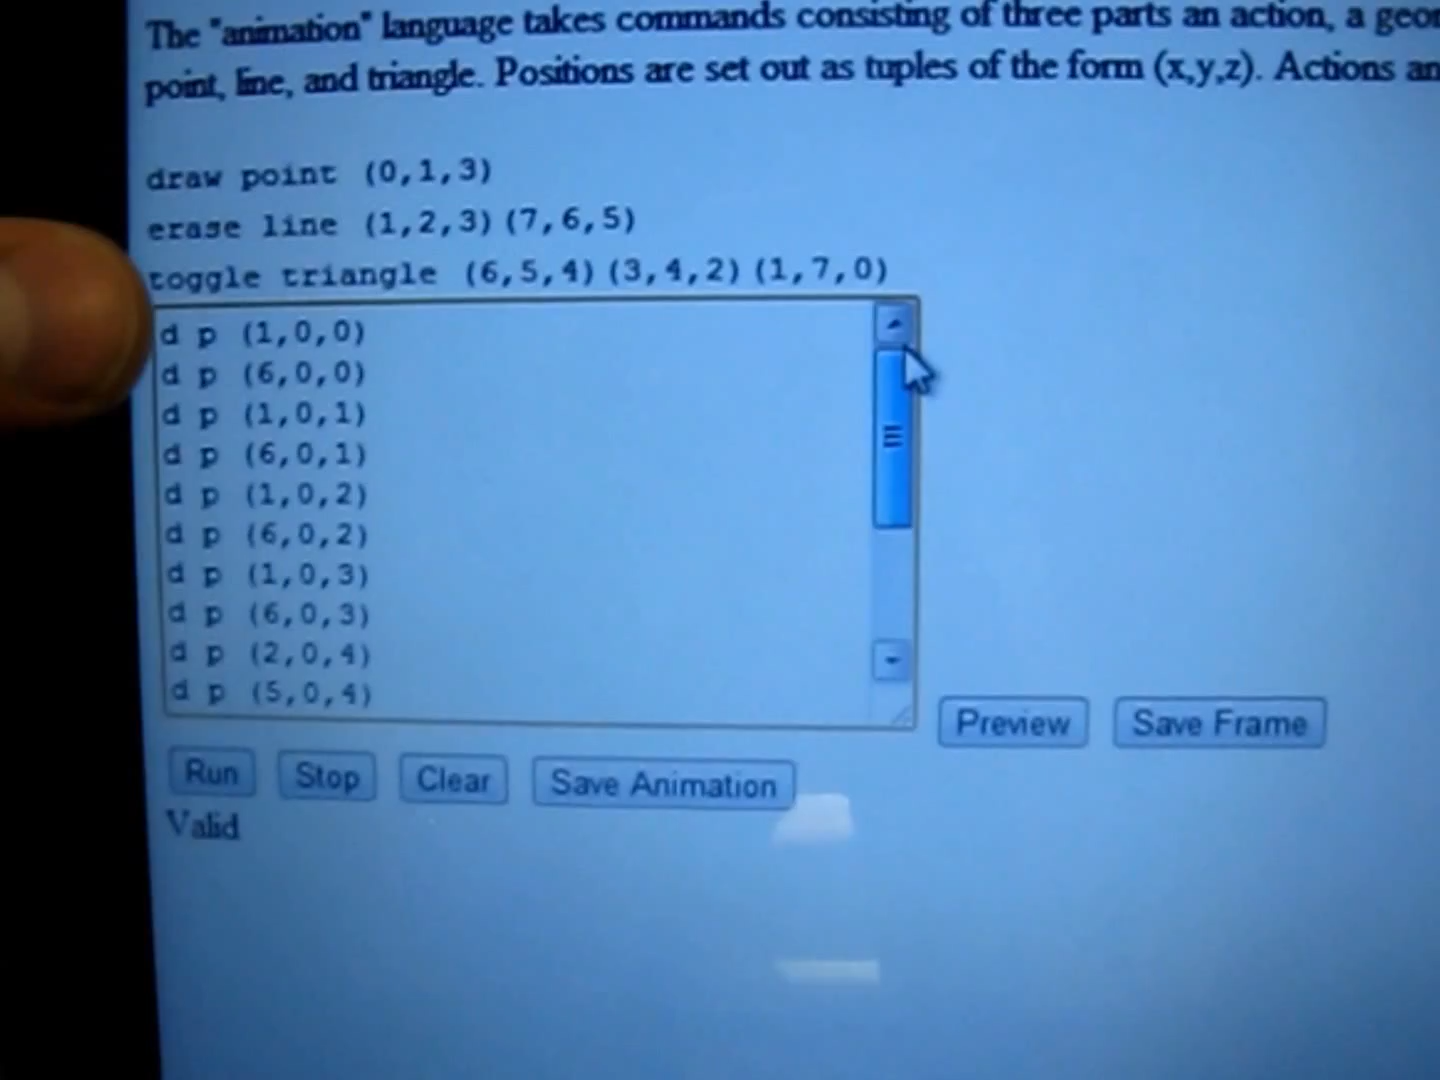 The "animation" language takes commands consisting of three parts an action, a geo
point, line, and triangle. Positions are set out as tuples of the form (x,y,z). Actions an
draw point (0,1,3)
erase line (1,2,3)(7,6,5)
toggle triangle (6,5,4)(3,4,2)(1,7,0)
d p (1,0,0)
d p (6,0,0)
d p (1,0,1)
d p (6,0,1)
d p (1,0,2)
d p (6,0,2)
d p (1,0,3)
d p (6,0,3)
d p (2,0,4)
d p (5,0,4)
Preview Save Frame
Run Stop Clear Save Animation
Valid